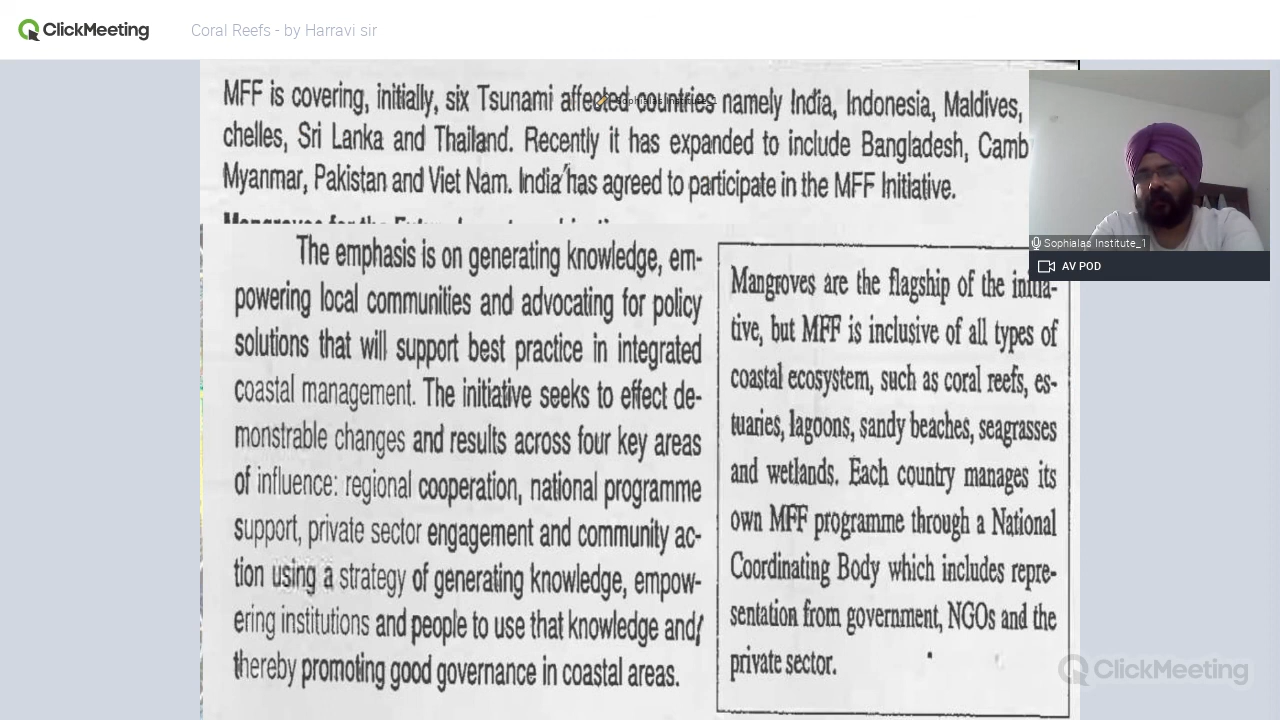 ClickMeeting
Coral Reefs - by Harravi sir
MFF is covering, initially, six Tsunami affected countries namely India, Indonesia, Maldives,
chelles, Sri Lanka and Thailand. Recently it has expanded to include Bangladesh, Camb
Myanmar, Pakistan and Viet Nam. India has agreed to participate in the MFF Initiative.
Sophialas Institute_1
The emphasis is on generating knowledge, em-
powering local communities and advocating for policy
solutions that will support best practice in integrated
coastal management. The initiative seeks to effect de-
monstrable changes and results across four key areas
of influence: regional cooperation, national programme
support, private sector engagement and community ac-
tion using a strategy of generating knowledge, empow-
ering institutions and people to use that knowledge and/
thereby promoting good governance in coastal areas.
Mangroves are the flagship of the initia-
tive, but MFF is inclusive of all types of
coastal ecosystem, such as coral reefs, es-
tuaries, lagoons, sandy beaches, seagrasses
and wetlands. Each country manages its
own MFF programme through a National
Coordinating Body which includes repre-
sentation from government, NGOs and the
private sector.
Sophialas Institute_1
AV POD
ClickMeeting